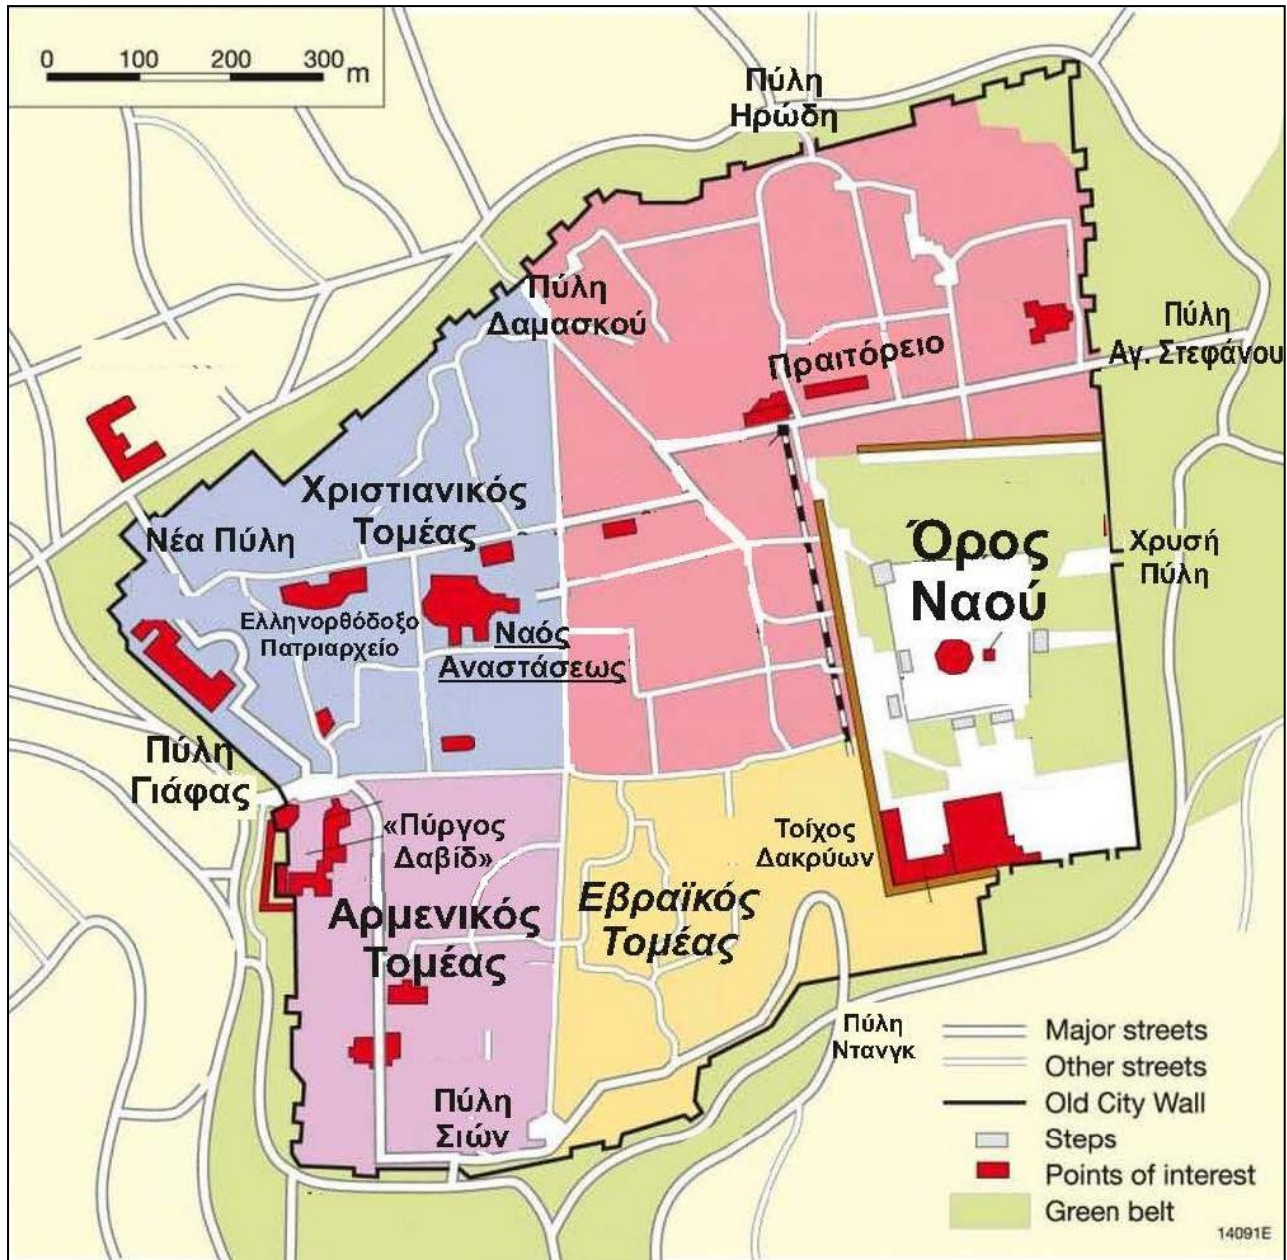 0 100 200 300 m
Πύλη
Ηρώδη
Πύλη
Δαμασκού
Πύλη
Αγ. Στεφάνου
Πραιτόρειο
Χριστιανικός
Τομέας
Νέα Πύλη
Όρος
Ναού
Χρυσή
Πύλη
Ελληνορθόδοξο
Πατριαρχείο
Ναός
Αναστάσεως
Πύλη
Γιάφας
«Πύργος
Δαβίδ»
Τοίχος
Δακρύων
Αρμενικός
Τομέας
Εβραϊκός
Τομέας
Πύλη
Ντανγκ
Πύλη
Σιών
Major streets
Other streets
Old City Wall
Steps
Points of interest
Green belt
14091E